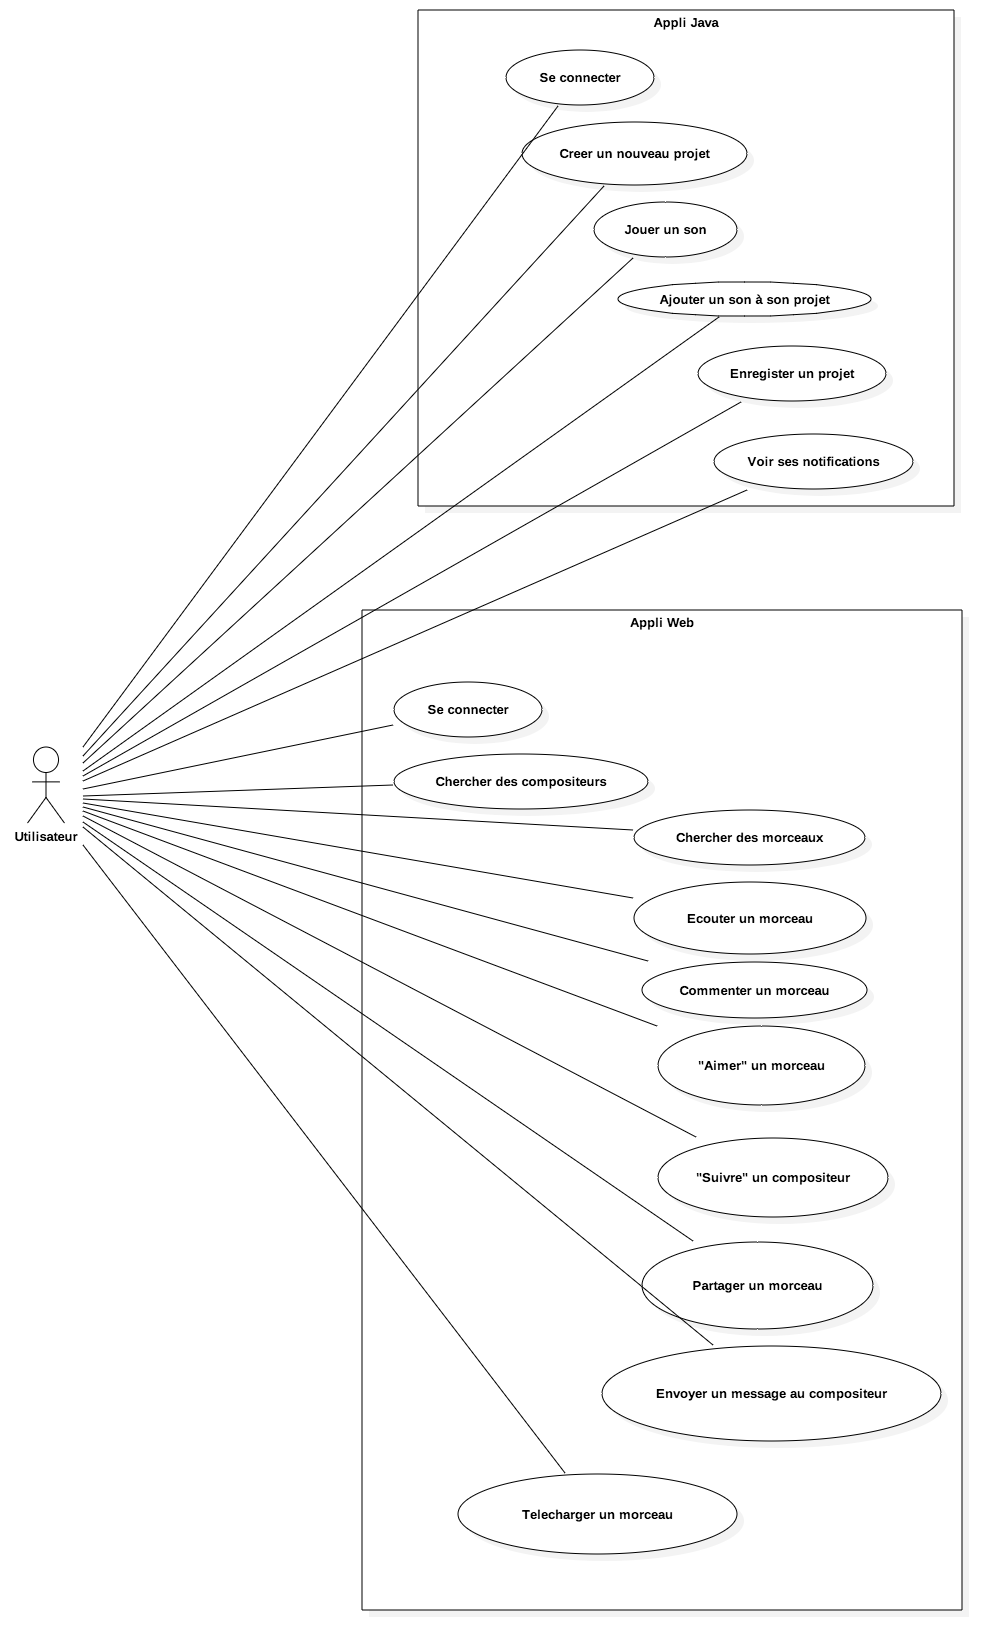 Appli Java
Se connecter
Creer un nouveau projet
Jouer un son
Ajouter un son à son projet
Enregister un projet
Voir ses notifications
Appli Web
Se connecter
Chercher des compositeurs
Utilisateur
Chercher des morceaux
Ecouter un morceau
Commenter un morceau
"Aimer" un morceau
"Suivre" un compositeur
Partager un morceau
Envoyer un message au compositeur
Telecharger un morceau